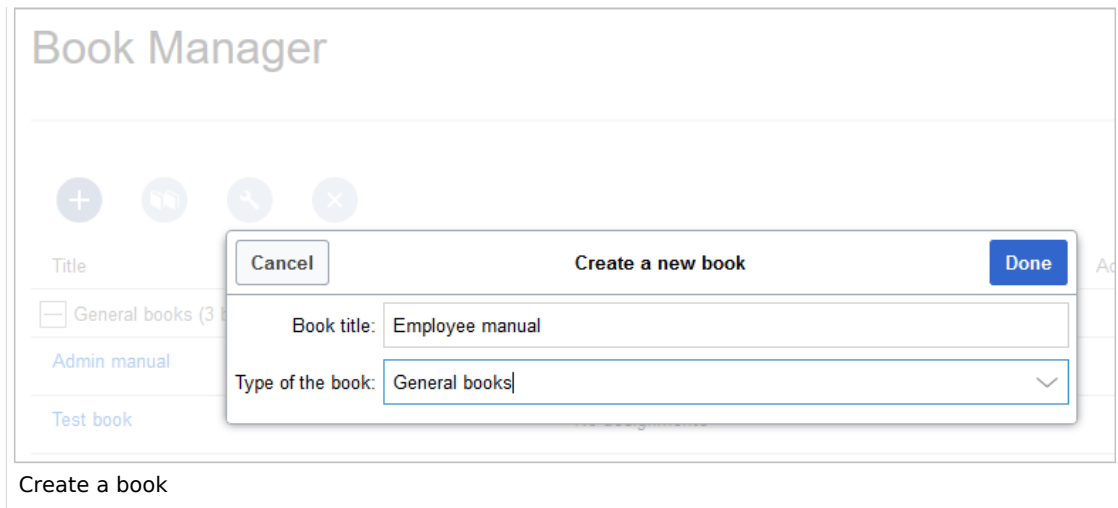 Book Manager
Title
Cancel
Create a new book
Done
General books (3
Book title: Employee manual
Admin manual
Type of the book: General books
Test book
Create a book